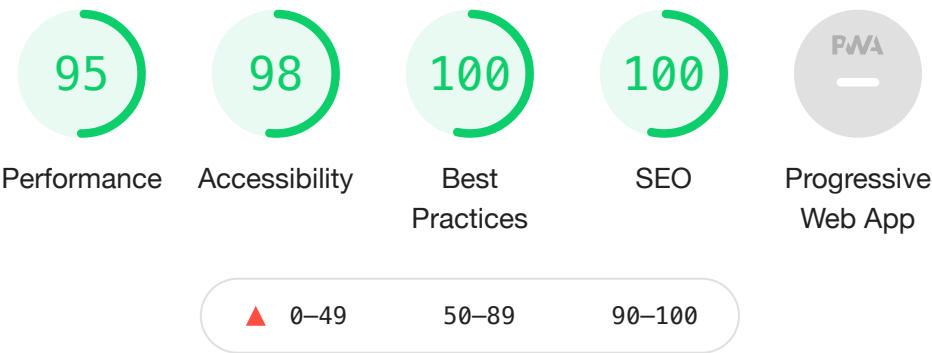 95 98 100 100 PWA
Performance Accessibility Best Practices SEO Progressive Web App
0–49 50–89 90–100